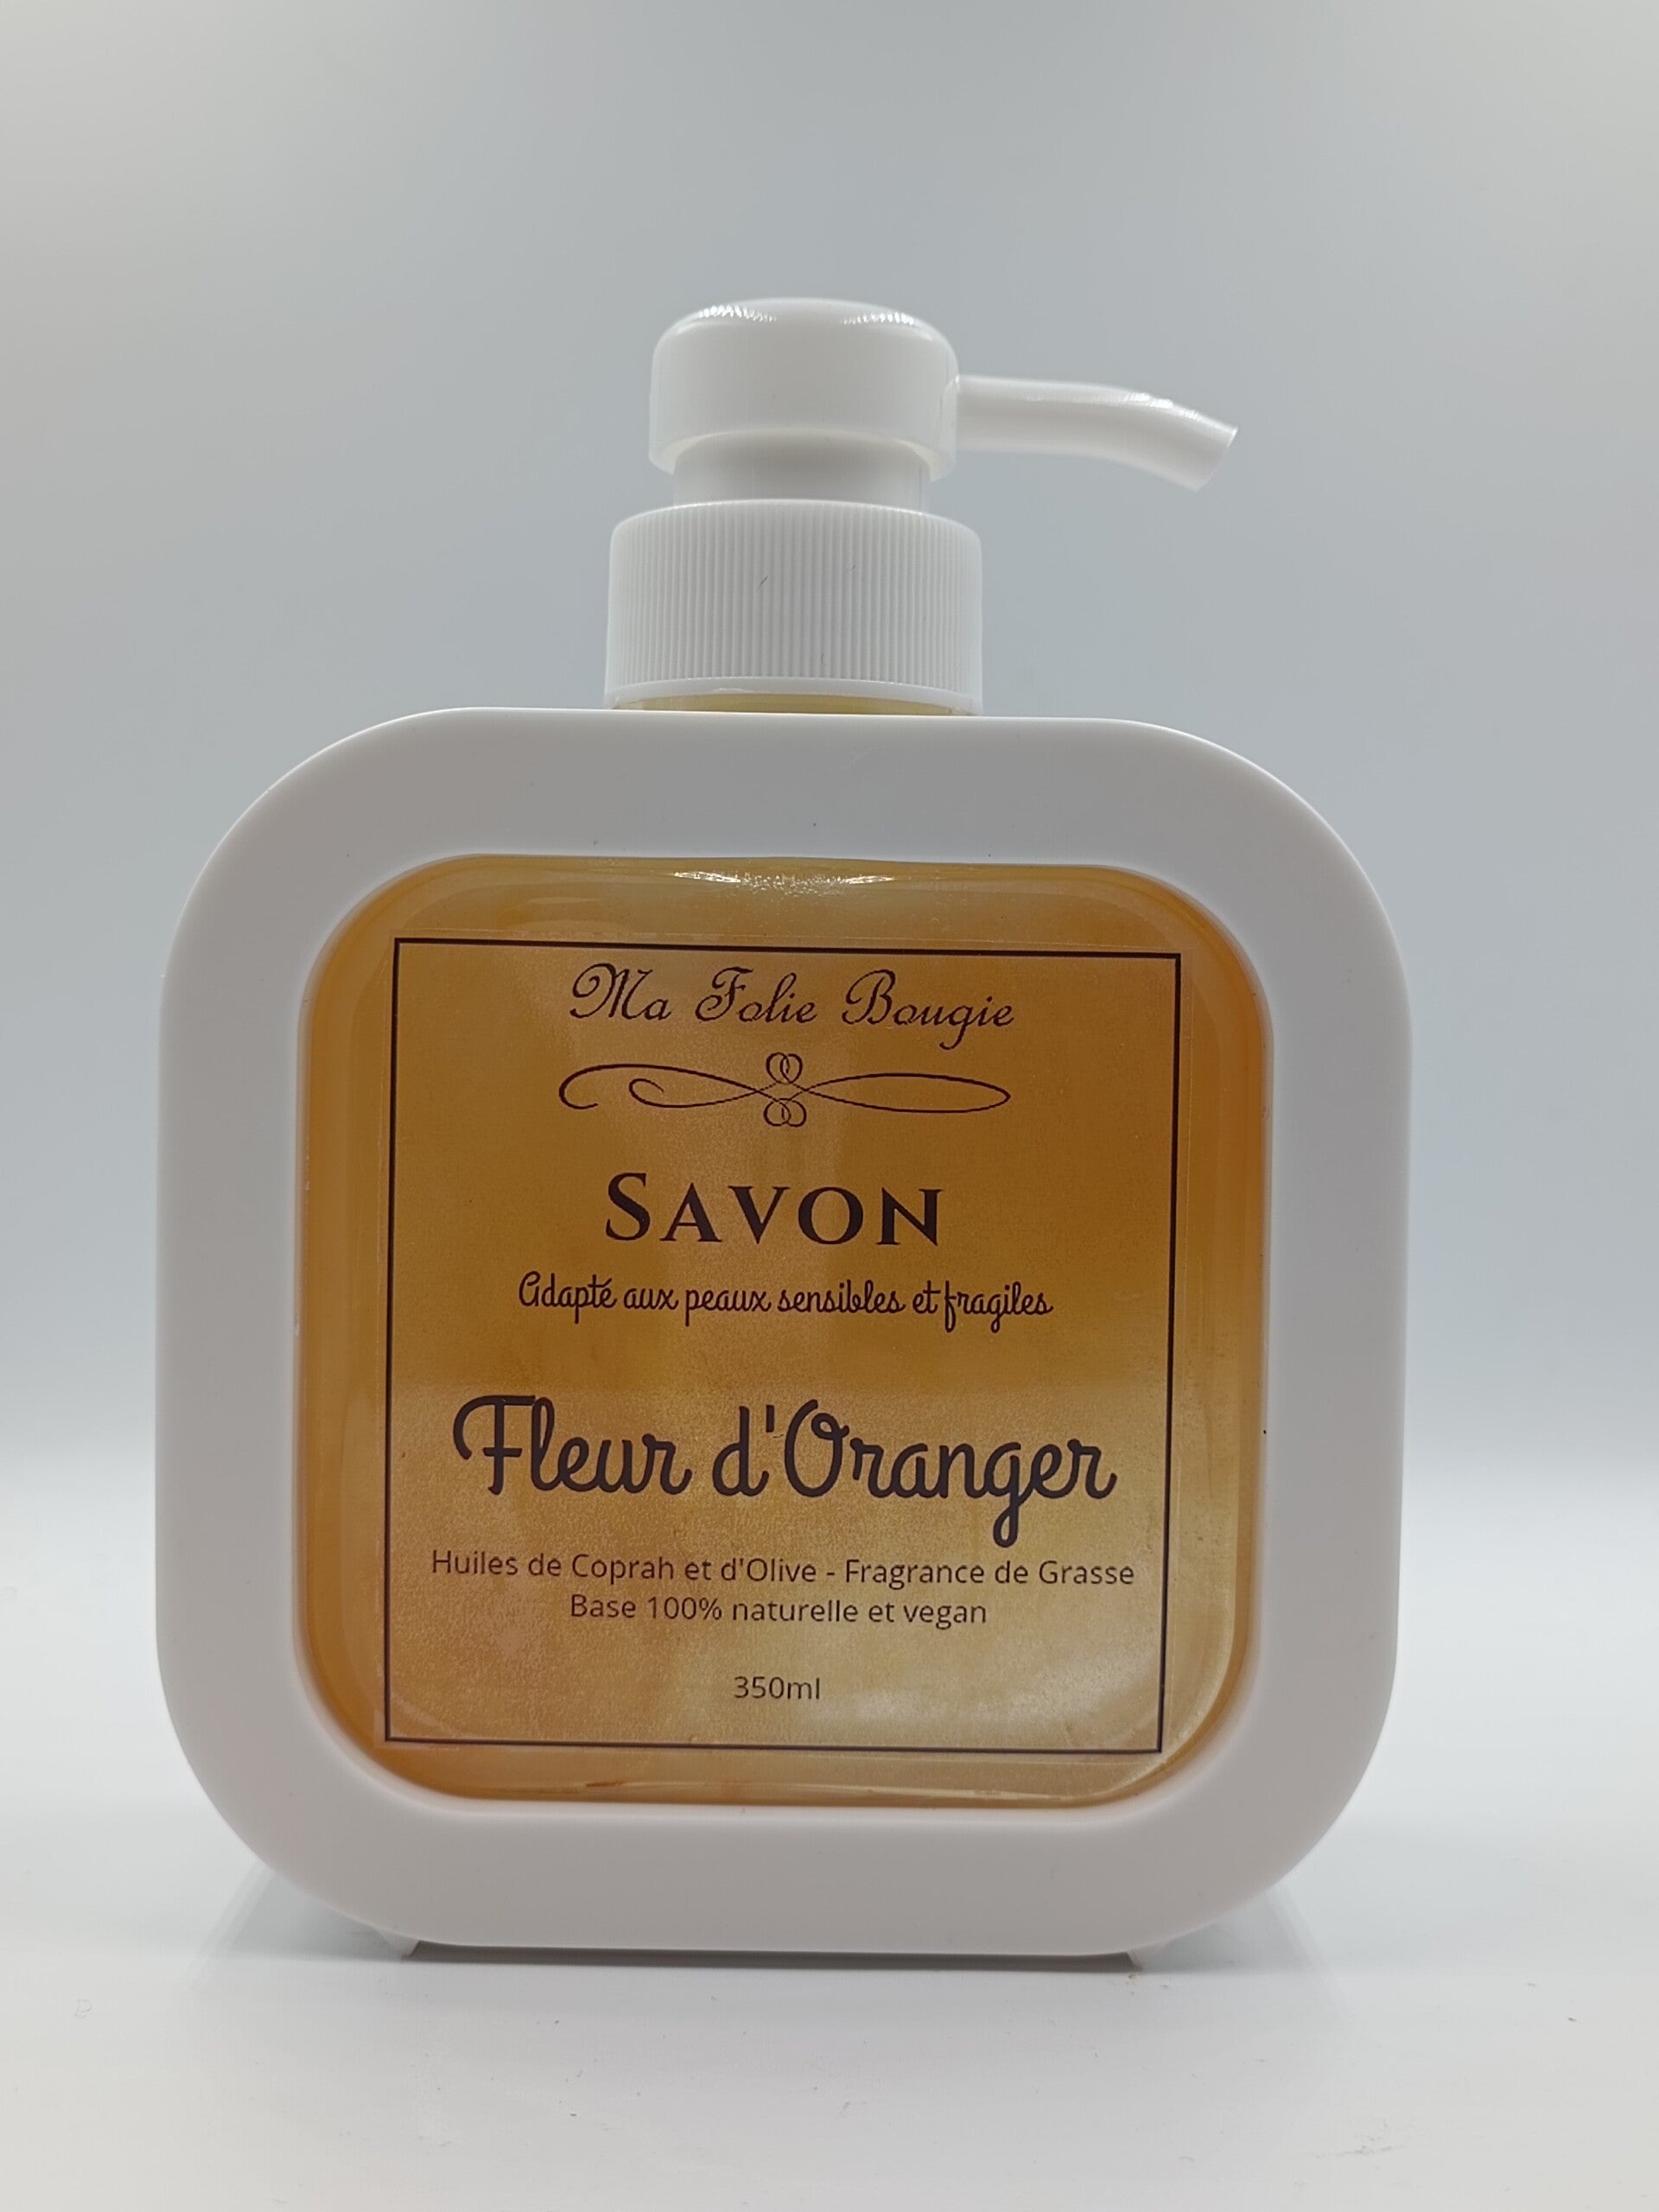 Ma Folie Bougie
SAVON
Adapté aux peaux sensibles et fragiles
Fleur d'Oranger
Huiles de Coprah et d'Olive - Fragrance de Grasse
Base 100% naturelle et vegan
350ml